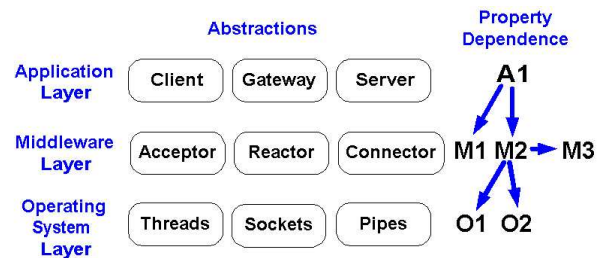 Abstractions
Property
Dependence
Application
Layer
Client Gateway Server
A1
Middleware
Layer
Acceptor Reactor Connector
M1 M2 M3
Operating
System
Layer
Threads Sockets Pipes
O1 O2